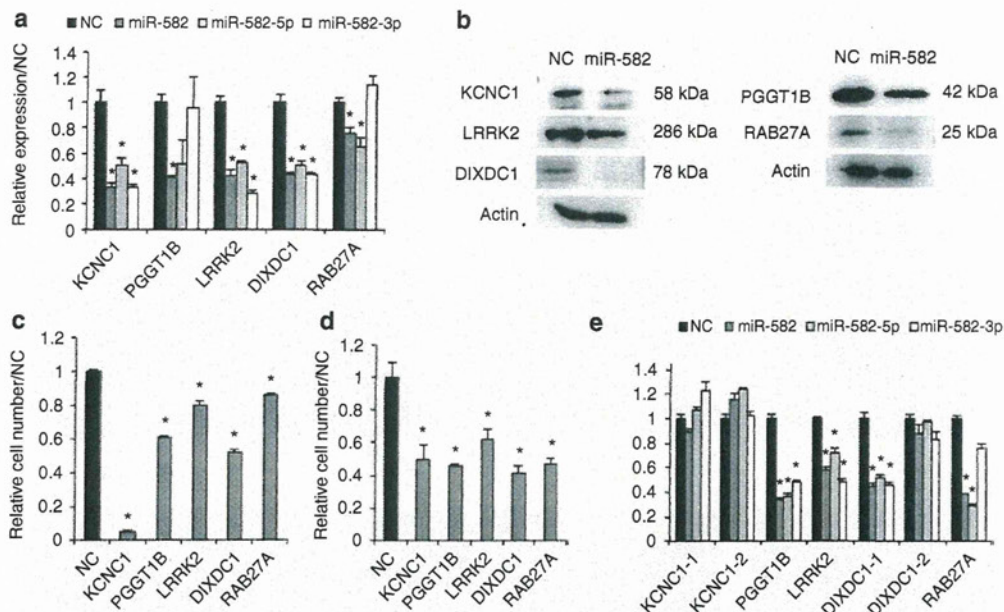 a
NC miR-582 miR-582-5p miR-582-3p
Relative expression/NC
1.4
1.2
1
0.8
0.6
0.4
0.2
0
* * * * * * * * * * * * *
KCNC1
PGGT1B
LRRK2
DIXDC1
RAB27A
b
NC miR-582
KCNC1 58 kDa
LRRK2 286 kDa
DIXDC1 78 kDa
Actin
NC miR-582
PGGT1B 42 kDa
RAB27A 25 kDa
Actin
c
Relative cell number/NC
1.2
1
0.8
0.6
0.4
0.2
0
* * * * *
NC
KCNC1
PGGT1B
LRRK2
DIXDC1
RAB27A
d
Relative cell number/NC
1.2
1
0.8
0.6
0.4
0.2
0
* * * * *
NC
KCNC1
PGGT1B
LRRK2
DIXDC1
RAB27A
e
NC miR-582 miR-582-5p miR-582-3p
1.4
1.2
1
0.8
0.6
0.4
0.2
0
* * * * * * * * * * *
KCNC1-1
KCNC1-2
PGGT1B
LRRK2
DIXDC1-1
DIXDC1-2
RAB27A